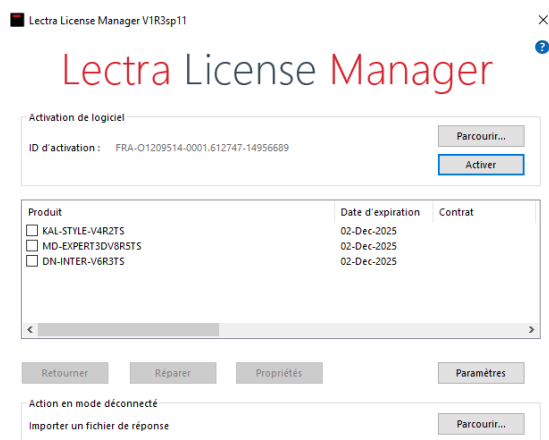 Lectra License Manager V1R3sp11
Lectra License Manager
?
Activation de logiciel
Parcourir...
ID d'activation : FRA-O1209514-0001.612747-14956689
Activer
Produit Date d'expiration Contrat
KAL-STYLE-V4R2TS 02-Dec-2025
MD-EXPERT3DV8R5TS 02-Dec-2025
DN-INTER-V6R3TS 02-Dec-2025
Retourner Réparer Propriétés Paramètres
Action en mode déconnecté
Importer un fichier de réponse Parcourir...